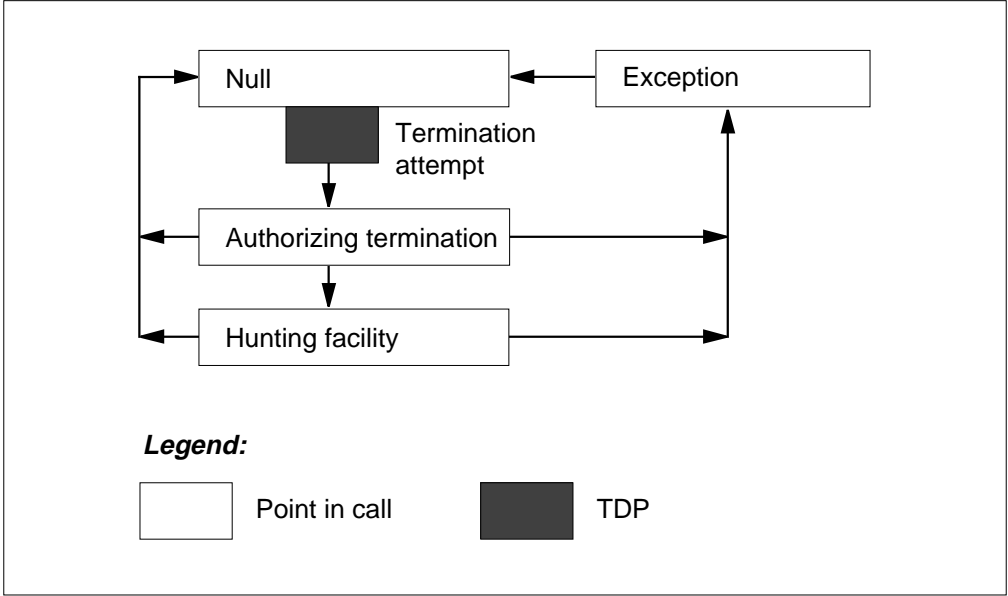 Null
Exception
Termination
attempt
Authorizing termination
Hunting facility
Legend:
Point in call
TDP